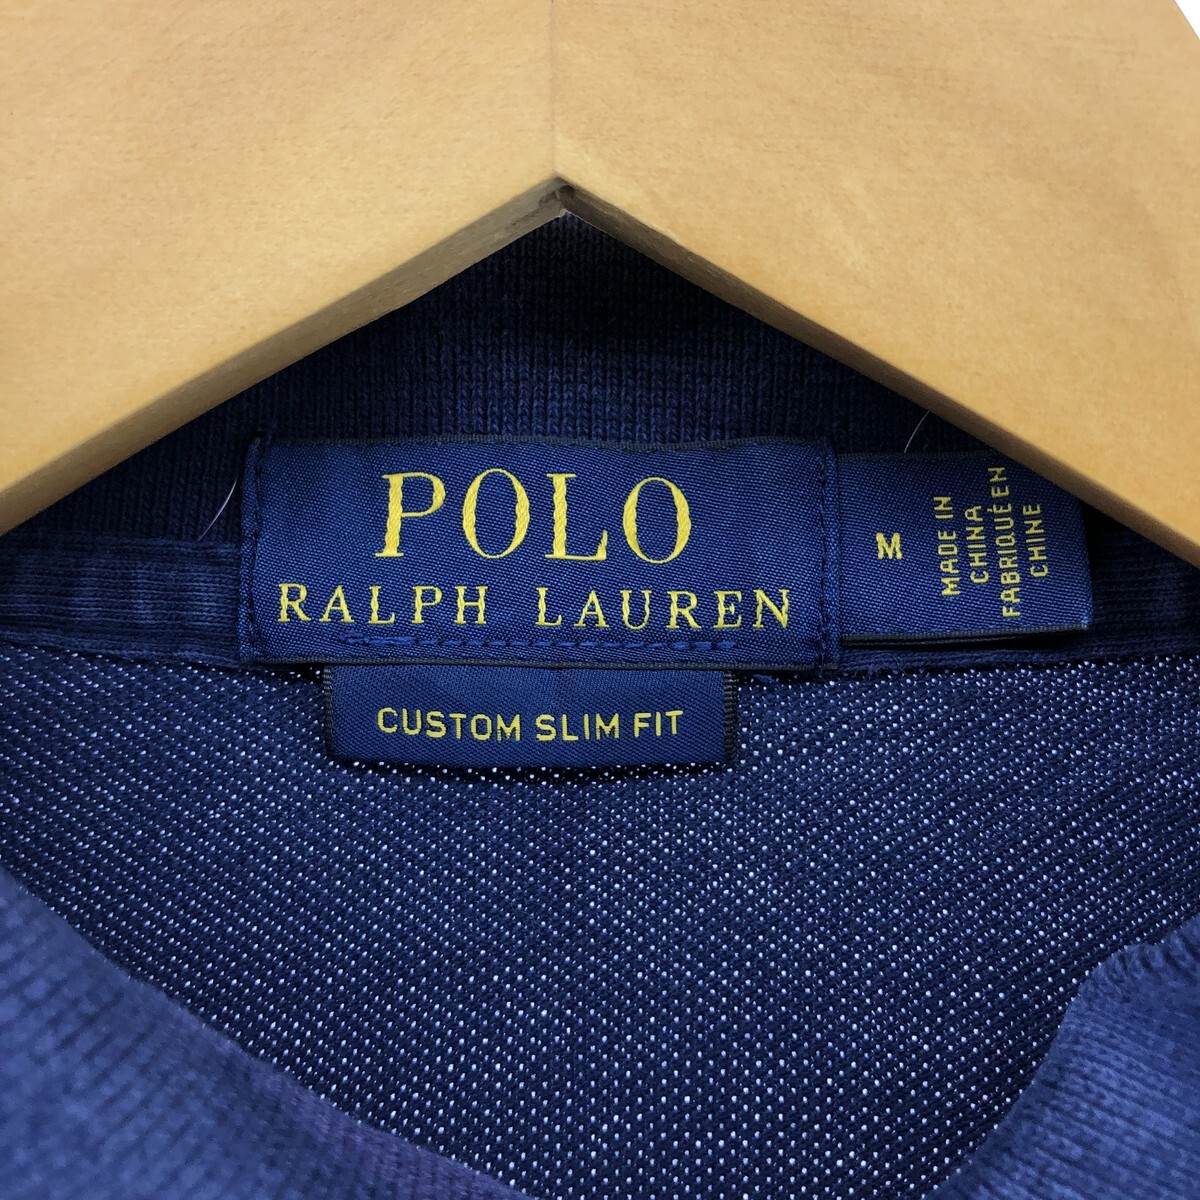 POLO
RALPH LAUREN
CUSTOM SLIM FIT
M
MADE IN
CHINA
FABRIQUÉ EN
CHINE